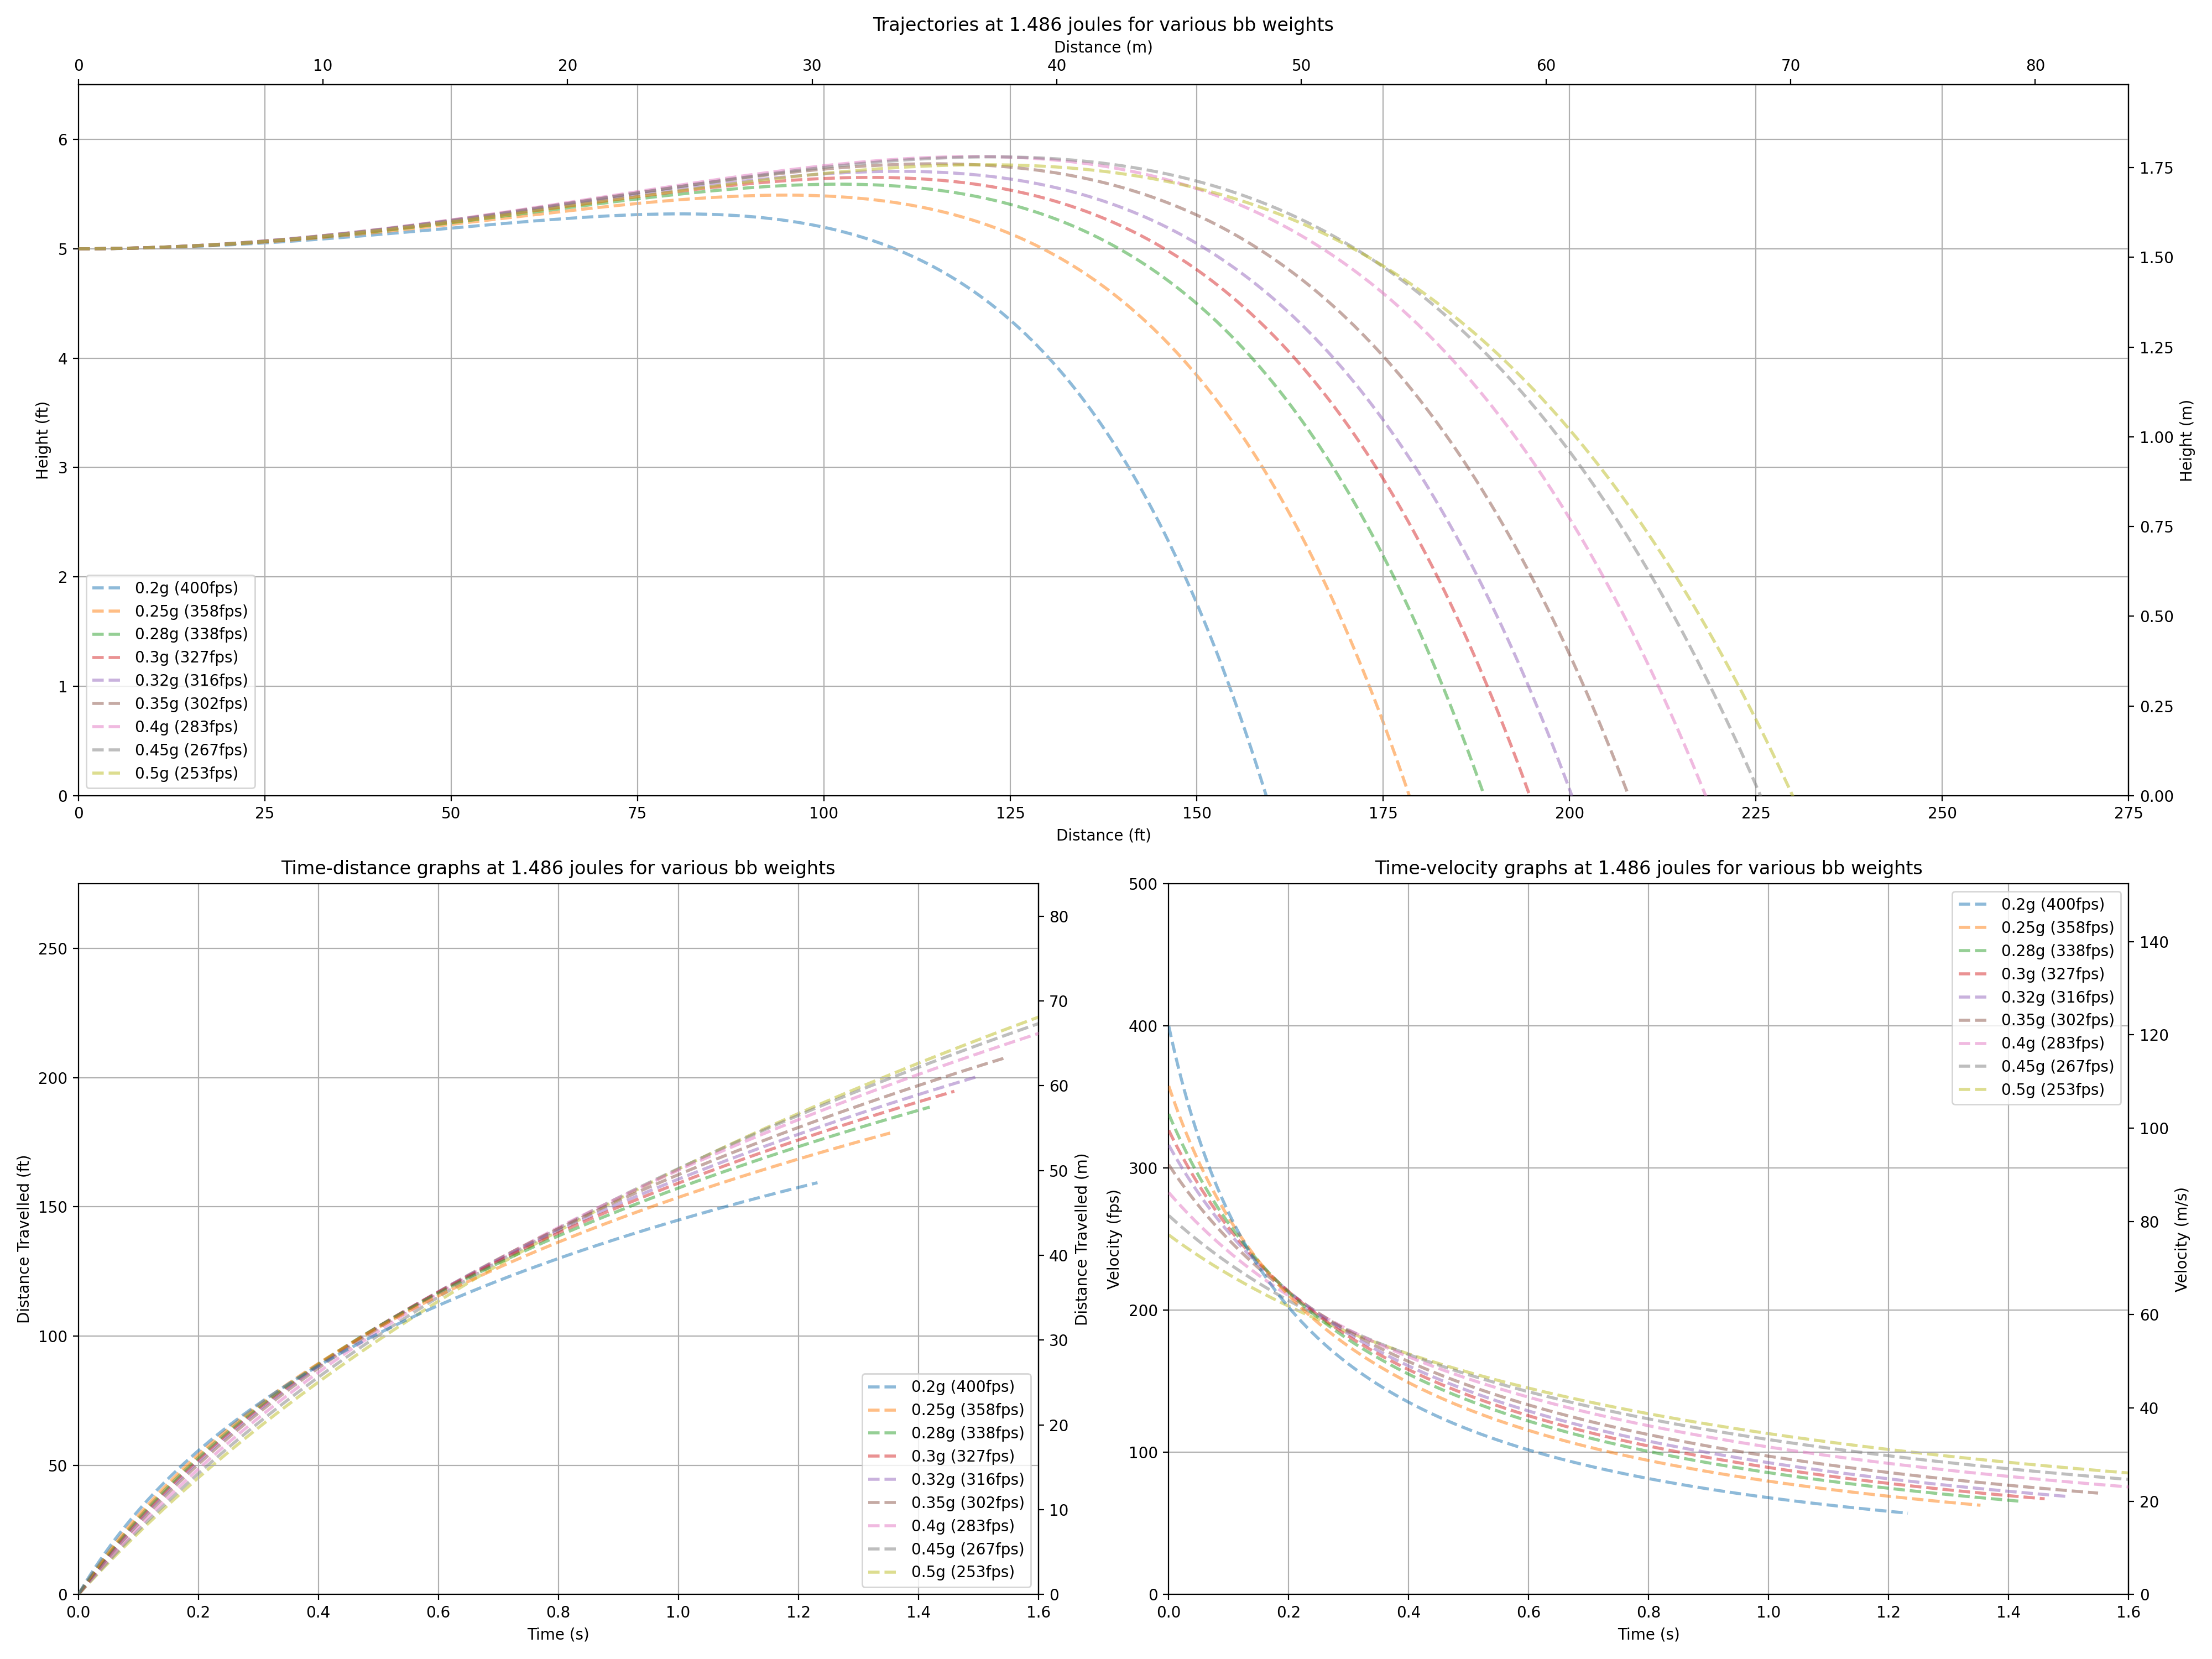 Trajectories at 1.486 joules for various bb weights
Distance (m)
0 10 20 30 40 50 60 70 80
6
5
4
3
2
1
0
Height (ft)
1.75
1.50
1.25
1.00
0.75
0.50
0.25
0.00
Height (m)
0.2g (400fps)
0.25g (358fps)
0.28g (338fps)
0.3g (327fps)
0.32g (316fps)
0.35g (302fps)
0.4g (283fps)
0.45g (267fps)
0.5g (253fps)
0 25 50 75 100 125 150 175 200 225 250 275
Distance (ft)
Time-distance graphs at 1.486 joules for various bb weights
250
200
150
100
50
0
Distance Travelled (ft)
80
70
60
50
40
30
20
10
0
Distance Travelled (m)
0.2g (400fps)
0.25g (358fps)
0.28g (338fps)
0.3g (327fps)
0.32g (316fps)
0.35g (302fps)
0.4g (283fps)
0.45g (267fps)
0.5g (253fps)
0.0 0.2 0.4 0.6 0.8 1.0 1.2 1.4 1.6
Time (s)
Time-velocity graphs at 1.486 joules for various bb weights
500
400
300
200
100
0
Velocity (fps)
140
120
100
80
60
40
20
0
Velocity (m/s)
0.2g (400fps)
0.25g (358fps)
0.28g (338fps)
0.3g (327fps)
0.32g (316fps)
0.35g (302fps)
0.4g (283fps)
0.45g (267fps)
0.5g (253fps)
0.0 0.2 0.4 0.6 0.8 1.0 1.2 1.4 1.6
Time (s)